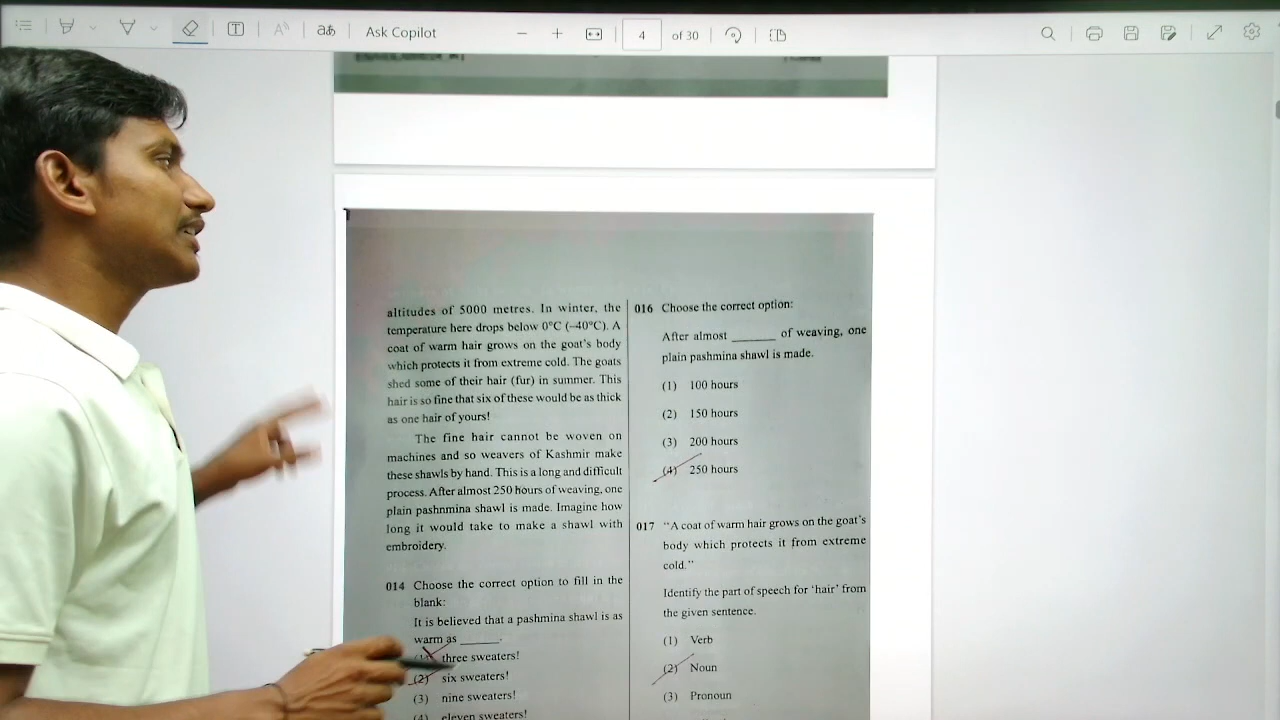 Ask Copilot
4 of 30
altitudes of 5000 metres. In winter, the
temperature here drops below 0°C (–40°C). A
coat of warm hair grows on the goat's body
which protects it from extreme cold. The goats
shed some of their hair (fur) in summer. This
hair is so fine that six of these would be as thick
as one hair of yours!
The fine hair cannot be woven on
machines and so weavers of Kashmir make
these shawls by hand. This is a long and difficult
process. After almost 250 hours of weaving, one
plain pashnmina shawl is made. Imagine how
long it would take to make a shawl with
embroidery.
014 Choose the correct option to fill in the
blank:
It is believed that a pashmina shawl is as
warm as ______.
(1) three sweaters!
(2) six sweaters!
(3) nine sweaters!
(4) eleven sweaters!
016 Choose the correct option:
After almost ______ of weaving, one
plain pashmina shawl is made.
(1) 100 hours
(2) 150 hours
(3) 200 hours
(4) 250 hours
017 "A coat of warm hair grows on the goat's
body which protects it from extreme
cold."
Identify the part of speech for 'hair' from
the given sentence.
(1) Verb
(2) Noun
(3) Pronoun